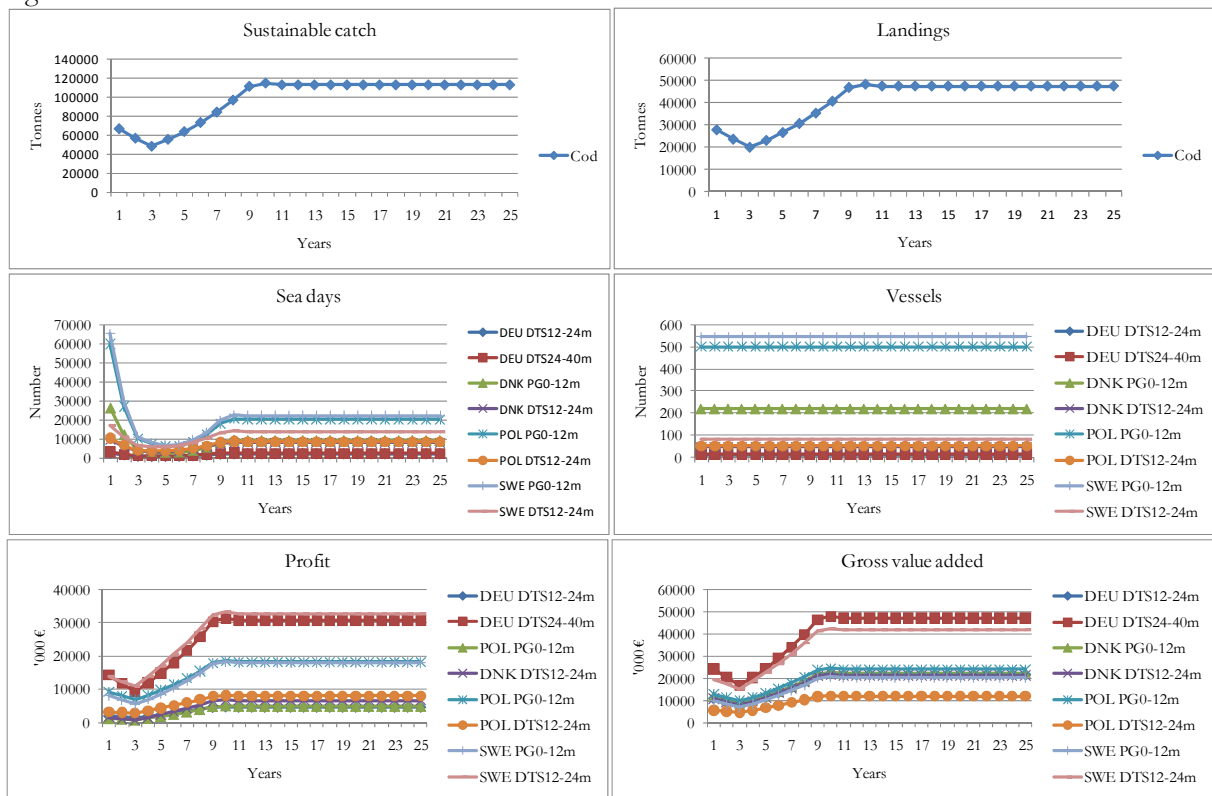 Sustainable catch
140000
120000
100000
80000
60000
40000
20000
0
Tonnes
1 3 5 7 9 11 13 15 17 19 21 23 25
Years
Cod
Landings
60000
50000
40000
30000
20000
10000
0
Tonnes
1 3 5 7 9 11 13 15 17 19 21 23 25
Years
Cod
Sea days
70000
60000
50000
40000
30000
20000
10000
0
Number
1 3 5 7 9 11 13 15 17 19 21 23 25
Years
DEU DTS12-24m
DEU DTS24-40m
DNK PG0-12m
DNK DTS12-24m
POL PG0-12m
POL DTS12-24m
SWE PG0-12m
SWE DTS12-24m
Vessels
600
500
400
300
200
100
0
Number
1 3 5 7 9 11 13 15 17 19 21 23 25
Years
DEU DTS12-24m
DEU DTS24-40m
DNK PG0-12m
DNK DTS12-24m
POL PG0-12m
POL DTS12-24m
SWE PG0-12m
SWE DTS12-24m
Profit
40000
30000
20000
10000
0
'000 €
1 3 5 7 9 11 13 15 17 19 21 23 25
Years
DEU DTS12-24m
DEU DTS24-40m
POL PG0-12m
DNK DTS12-24m
POL PG0-12m
POL DTS12-24m
SWE PG0-12m
SWE DTS12-24m
Gross value added
60000
50000
40000
30000
20000
10000
0
'000 €
1 3 5 7 9 11 13 15 17 19 21 23 25
Years
DEU DTS12-24m
DEU DTS24-40m
DNK PG0-12m
DNK DTS12-24m
POL PG0-12m
POL DTS12-24m
SWE PG0-12m
SWE DTS12-24m